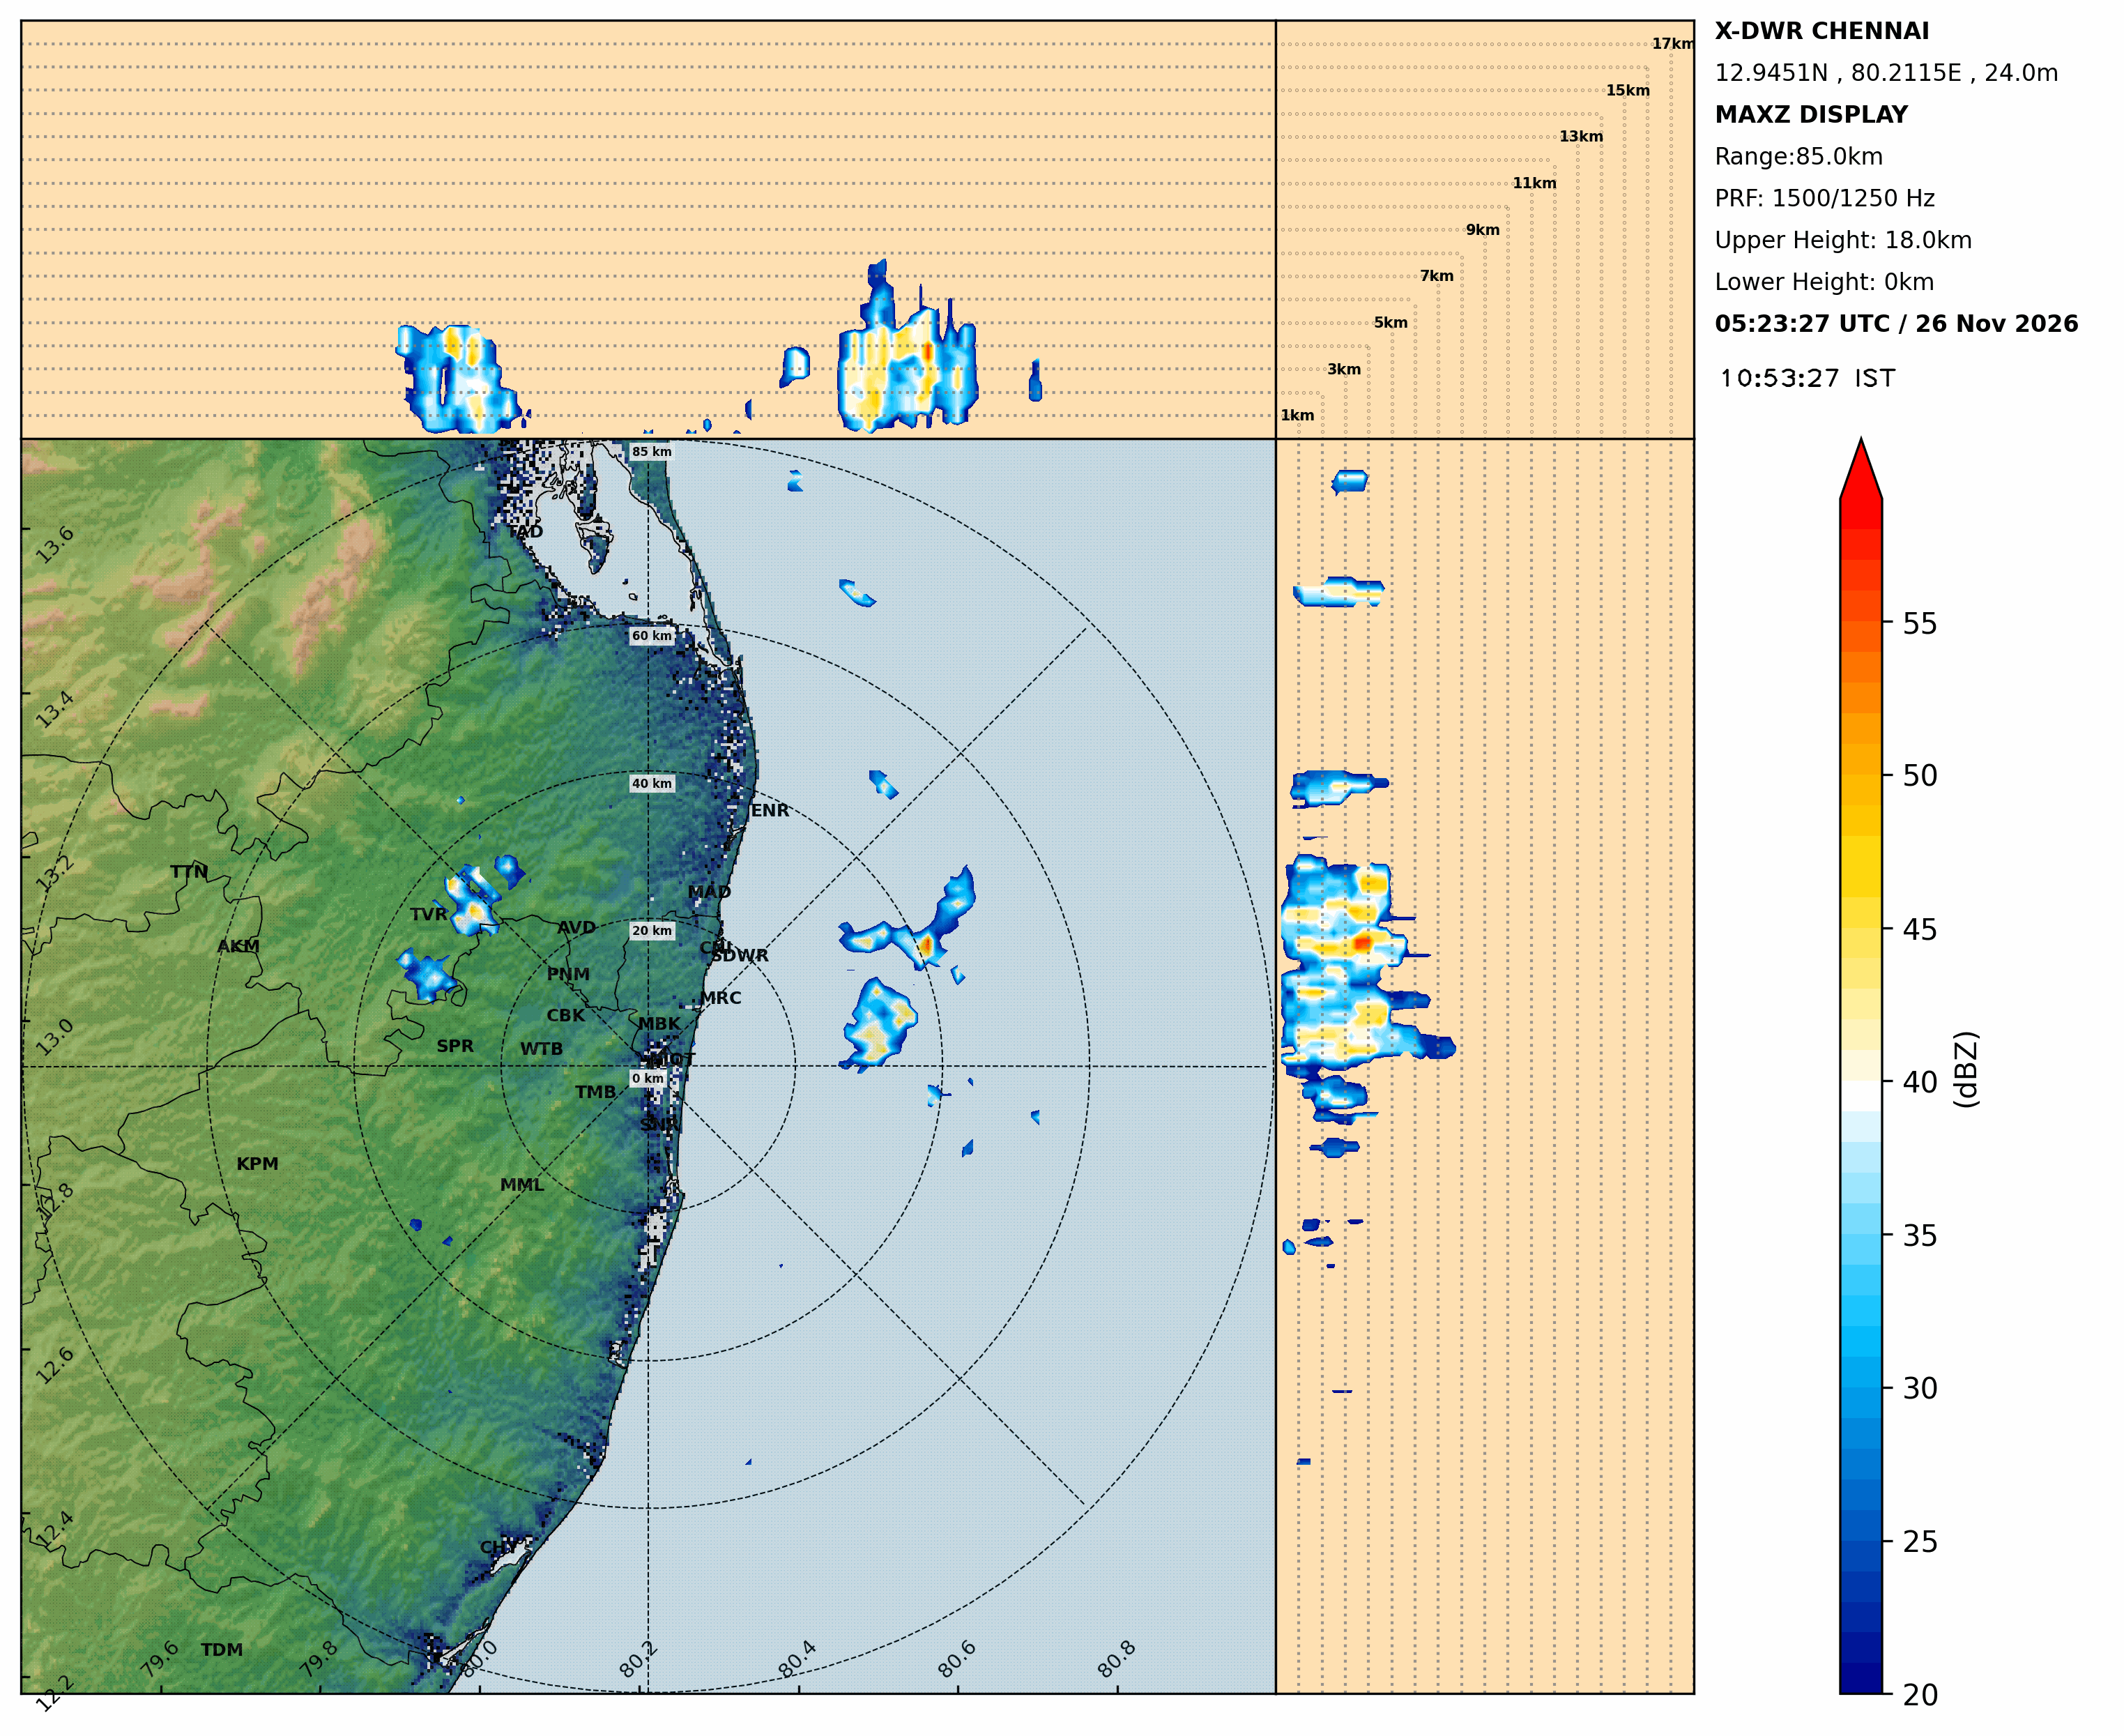 X-DWR CHENNAI
12.9451N , 80.2115E , 24.0m
MAXZ DISPLAY
Range:85.0km
PRF: 1500/1250 Hz
Upper Height: 18.0km
Lower Height: 0km
05:23:27 UTC / 26 Nov 2026
10:53:27 IST
17km
15km
13km
11km
9km
7km
5km
3km
1km
85 km
TAD
13.6
60 km
13.4
40 km
ENR
13.2
TTN
MAD
TVR
AVD
20 km
AKM
SDWR
PNM
MRC
CBK
MBK
13.0
SPR
WTB
0 km
TMB
SNR
KPM
MML
12.8
12.6
12.4
CHY
TDM
12.2
79.6
79.8
80.0
80.2
80.4
80.6
80.8
55
50
45
40
35
30
25
20
(dBZ)